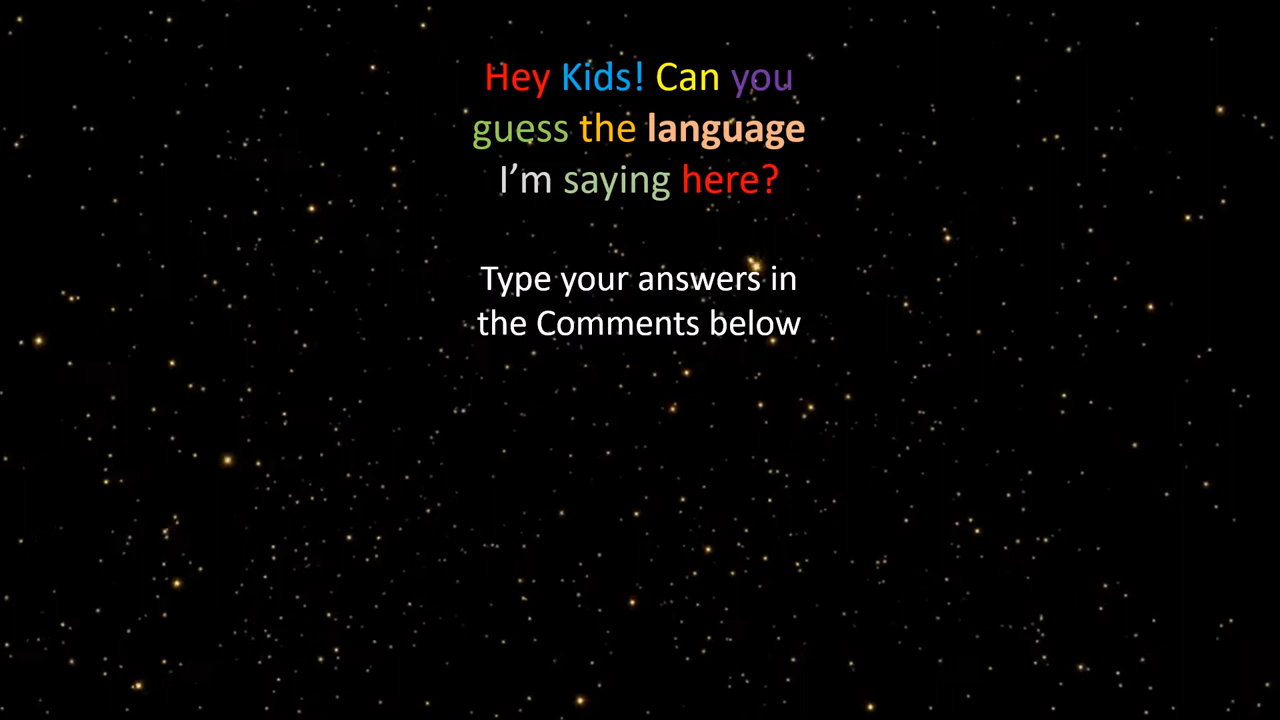 Hey Kids! Can you
guess the language
I’m saying here?
Type your answers in
the Comments below